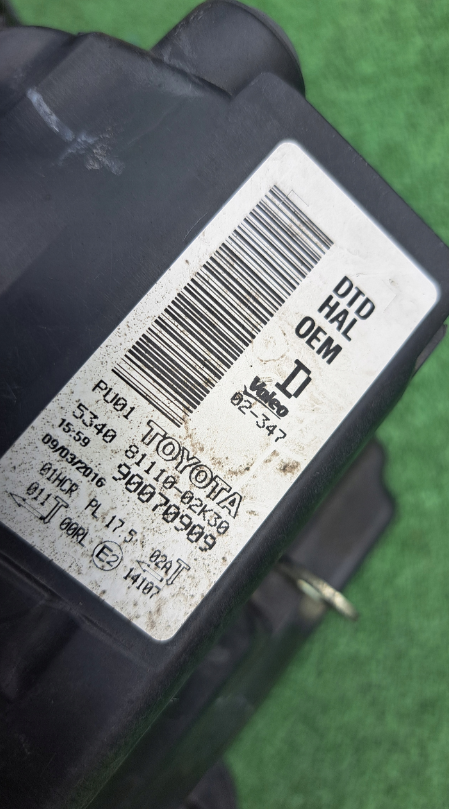 DTD
HAL
OEM
D
Valeo
02-347
PU01 TOYOTA
5340 81110-02K30
15:59 90070909
09/03/2016
01HCR PL 17.5 02A
011 00RL E2 14107